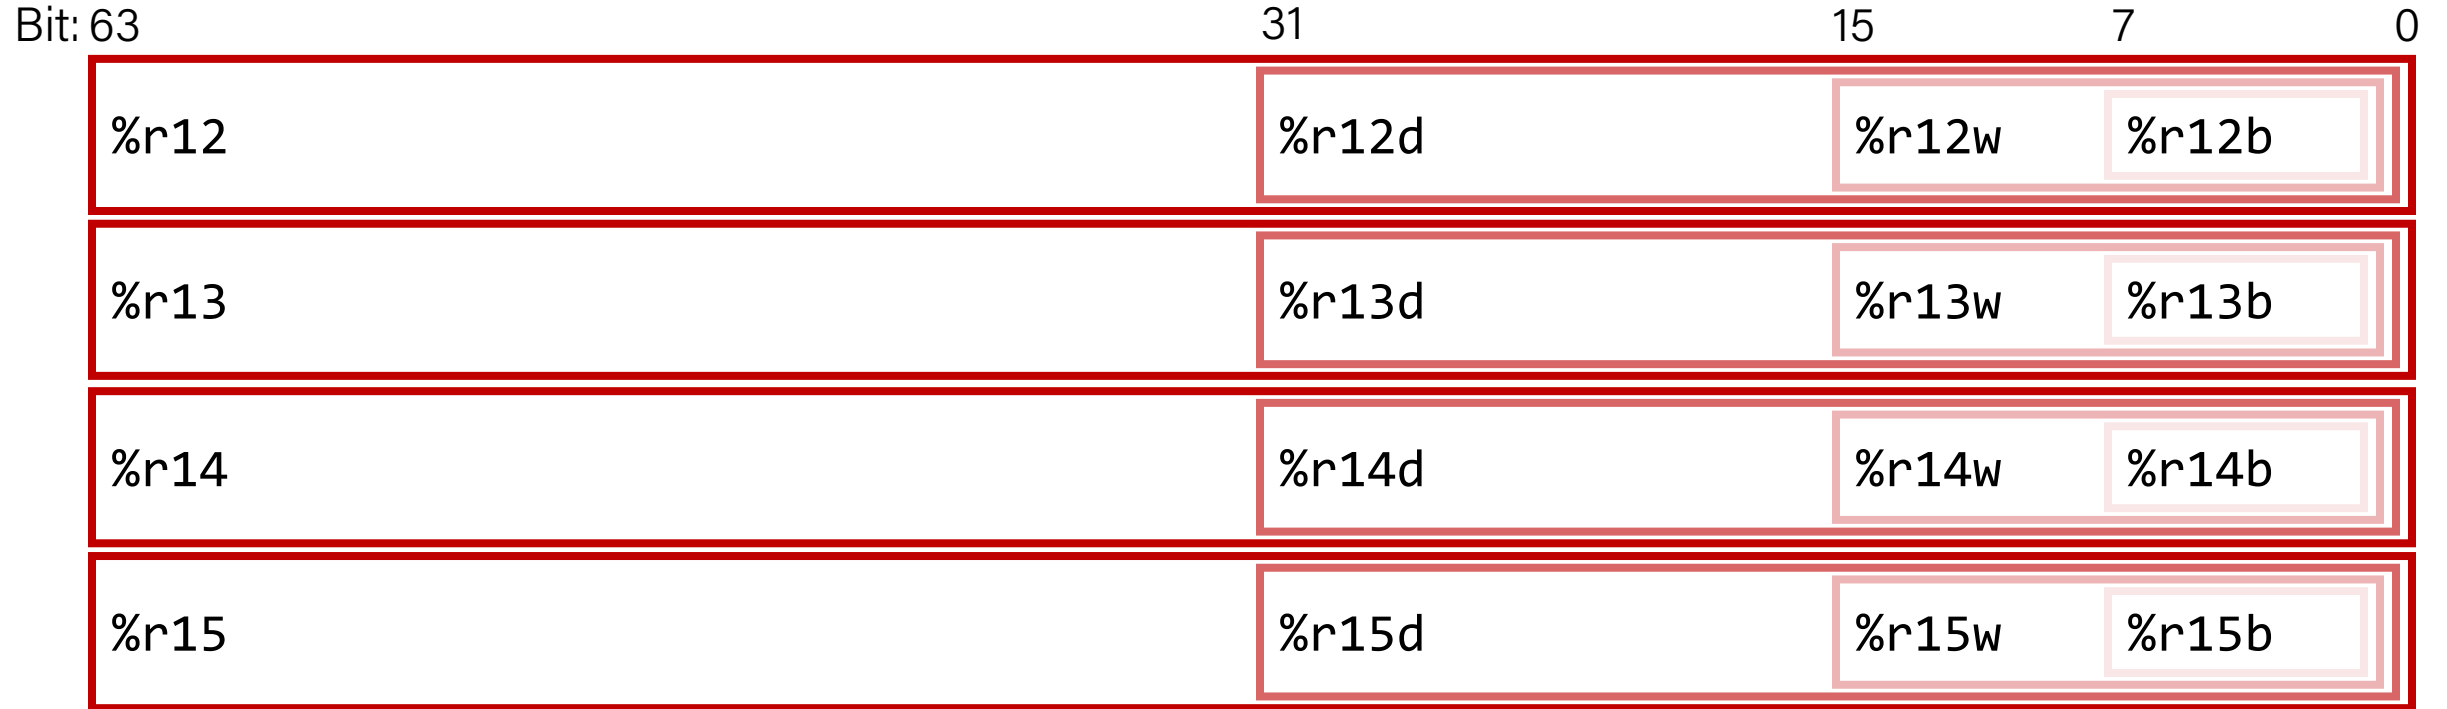 Bit: 63 31 15 7 0
%r12 %r12d %r12w %r12b
%r13 %r13d %r13w %r13b
%r14 %r14d %r14w %r14b
%r15 %r15d %r15w %r15b